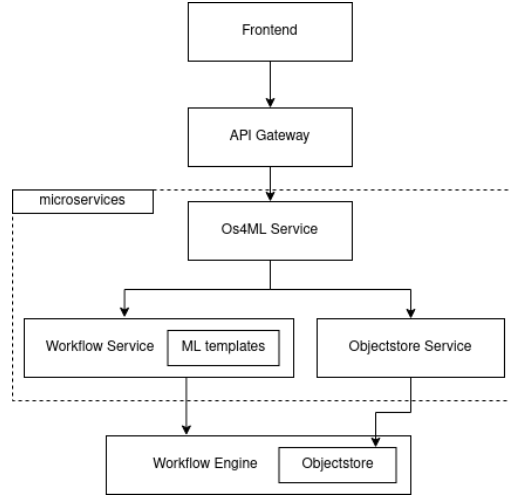 Frontend
API Gateway
microservices
Os4ML Service
Workflow Service
ML templates
Objectstore Service
Workflow Engine
Objectstore